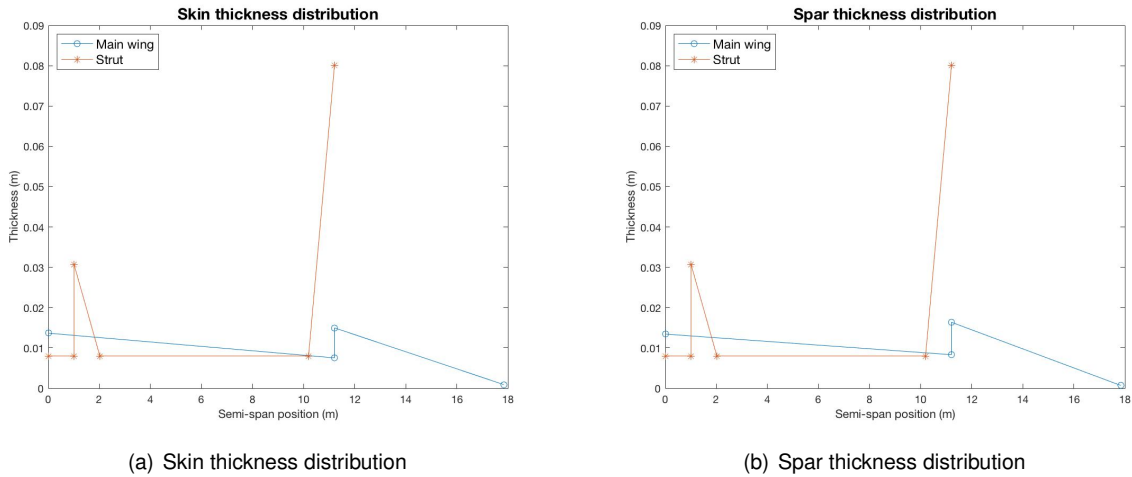 Skin thickness distribution
0.09
0.08
0.07
0.06
0.05
0.04
0.03
0.02
0.01
0
Thickness (m)
Main wing
Strut
0 2 4 6 8 10 12 14 16 18
Semi-span position (m)
(a) Skin thickness distribution
Spar thickness distribution
0.09
0.08
0.07
0.06
0.05
0.04
0.03
0.02
0.01
0
Thickness (m)
Main wing
Strut
0 2 4 6 8 10 12 14 16 18
Semi-span position (m)
(b) Spar thickness distribution